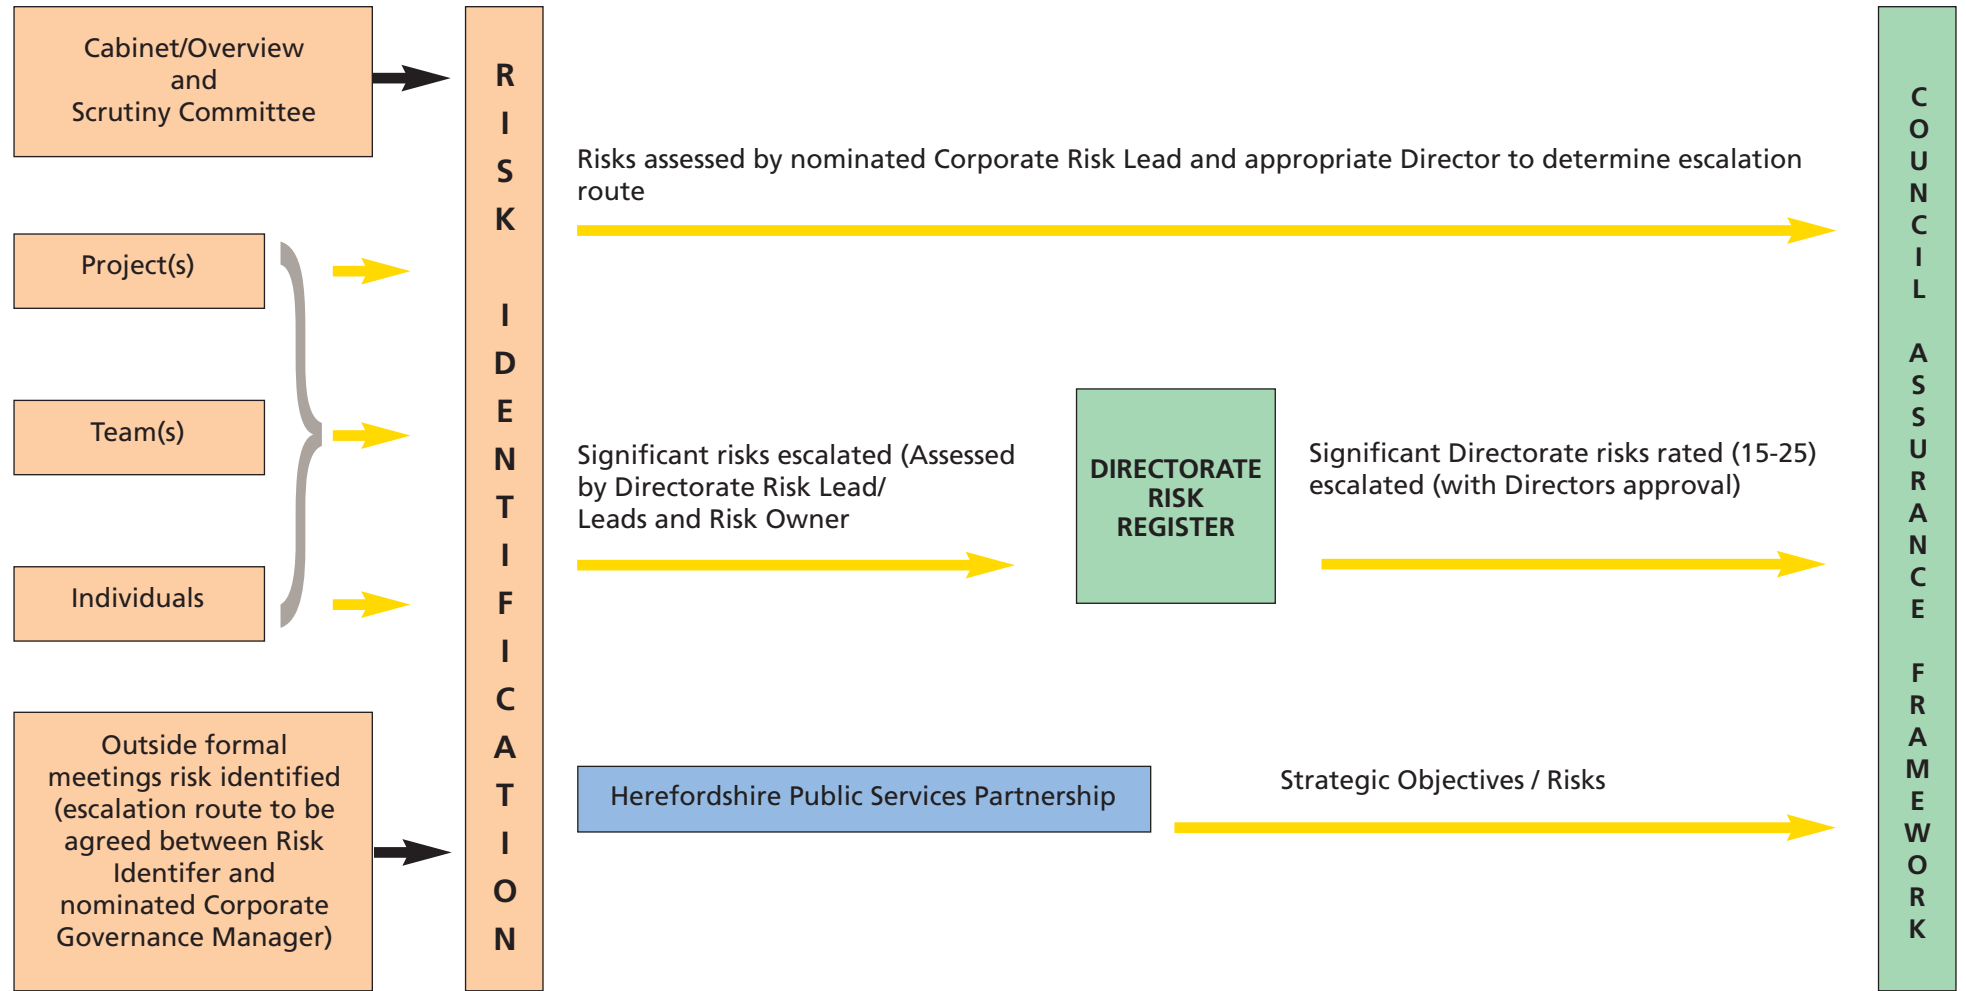 Cabinet/Overview
and
Scrutiny Committee
Project(s)
Team(s)
Individuals
Outside formal
meetings risk identified
(escalation route to be
agreed between Risk
Identifer and
nominated Corporate
Governance Manager)
RISK IDENTIFICATION
Risks assessed by nominated Corporate Risk Lead and appropriate Director to determine escalation
route
Significant risks escalated (Assessed
by Directorate Risk Lead/
Leads and Risk Owner
DIRECTORATE
RISK
REGISTER
Significant Directorate risks rated (15-25)
escalated (with Directors approval)
Herefordshire Public Services Partnership
Strategic Objectives / Risks
COUNCIL ASSURANCE FRAMEWORK